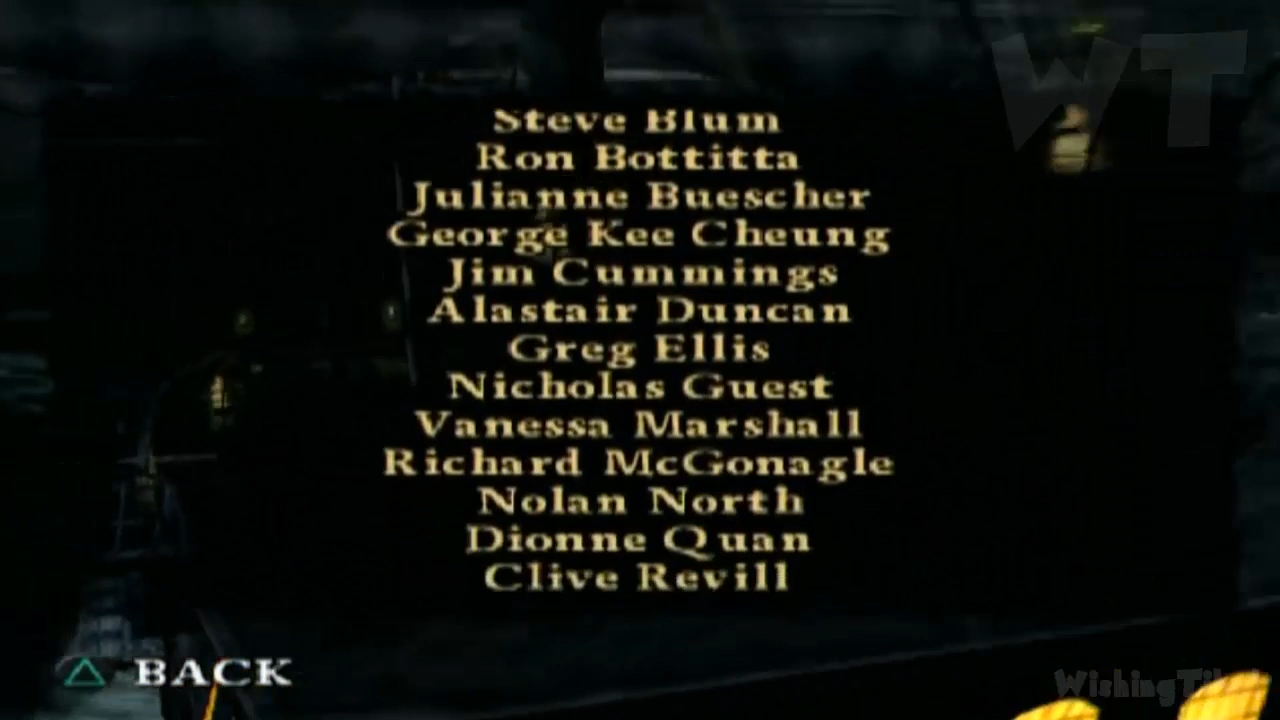 WT
Steve Blum
Ron Bottitta
Julianne Buescher
George Kee Cheung
Jim Cummings
Alastair Duncan
Greg Ellis
Nicholas Guest
Vanessa Marshall
Richard McGonagle
Nolan North
Dionne Quan
Clive Revill
BACK